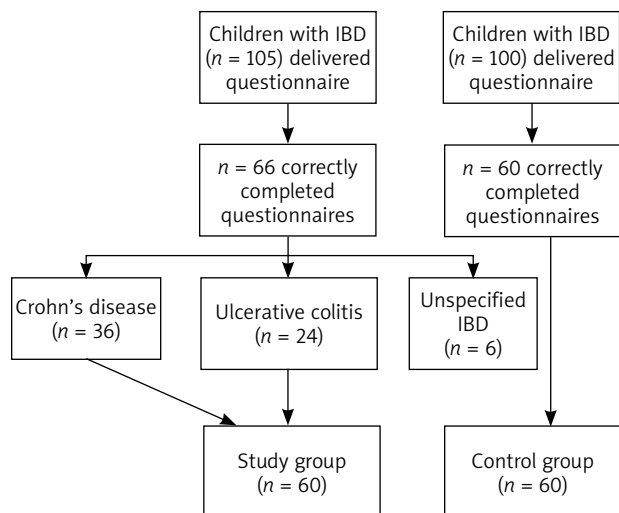 Children with IBD
(n = 105) delivered
questionnaire
Children with IBD
(n = 100) delivered
questionnaire
n = 66 correctly
completed
questionnaires
n = 60 correctly
completed
questionnaires
Crohn's disease
(n = 36)
Ulcerative colitis
(n = 24)
Unspecified
IBD
(n = 6)
Study group
(n = 60)
Control group
(n = 60)